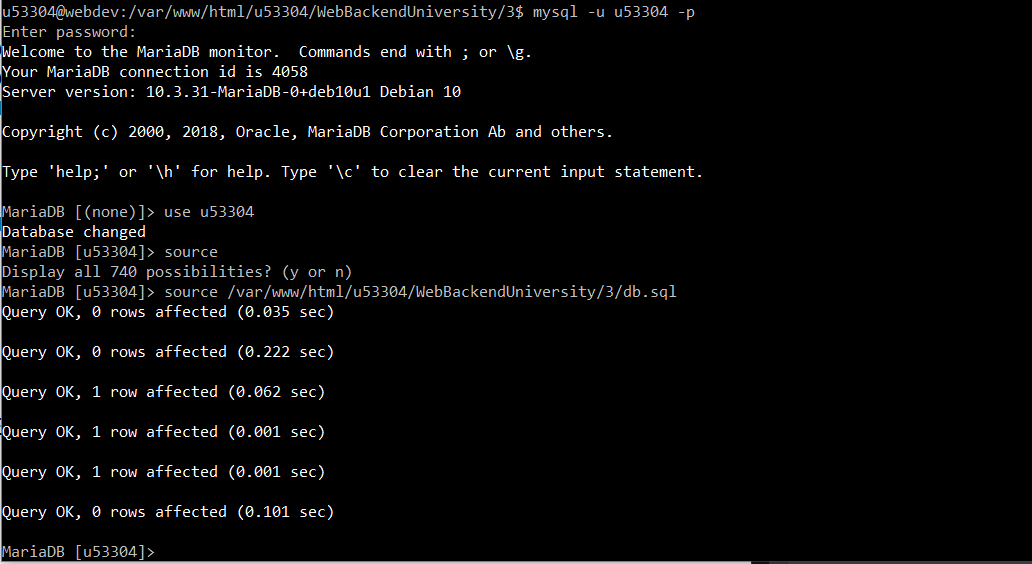 u53304@webdev:/var/www/html/u53304/WebBackendUniversity/3$ mysql -u u53304 -p
Enter password:
Welcome to the MariaDB monitor.  Commands end with ; or \g.
Your MariaDB connection id is 4058
Server version: 10.3.31-MariaDB-0+deb10u1 Debian 10
Copyright (c) 2000, 2018, Oracle, MariaDB Corporation Ab and others.
Type 'help;' or '\h' for help. Type '\c' to clear the current input statement.
MariaDB [(none)]> use u53304
Database changed
MariaDB [u53304]> source
Display all 740 possibilities? (y or n)
MariaDB [u53304]> source /var/www/html/u53304/WebBackendUniversity/3/db.sql
Query OK, 0 rows affected (0.035 sec)
Query OK, 0 rows affected (0.222 sec)
Query OK, 1 row affected (0.062 sec)
Query OK, 1 row affected (0.001 sec)
Query OK, 1 row affected (0.001 sec)
Query OK, 0 rows affected (0.101 sec)
MariaDB [u53304]>